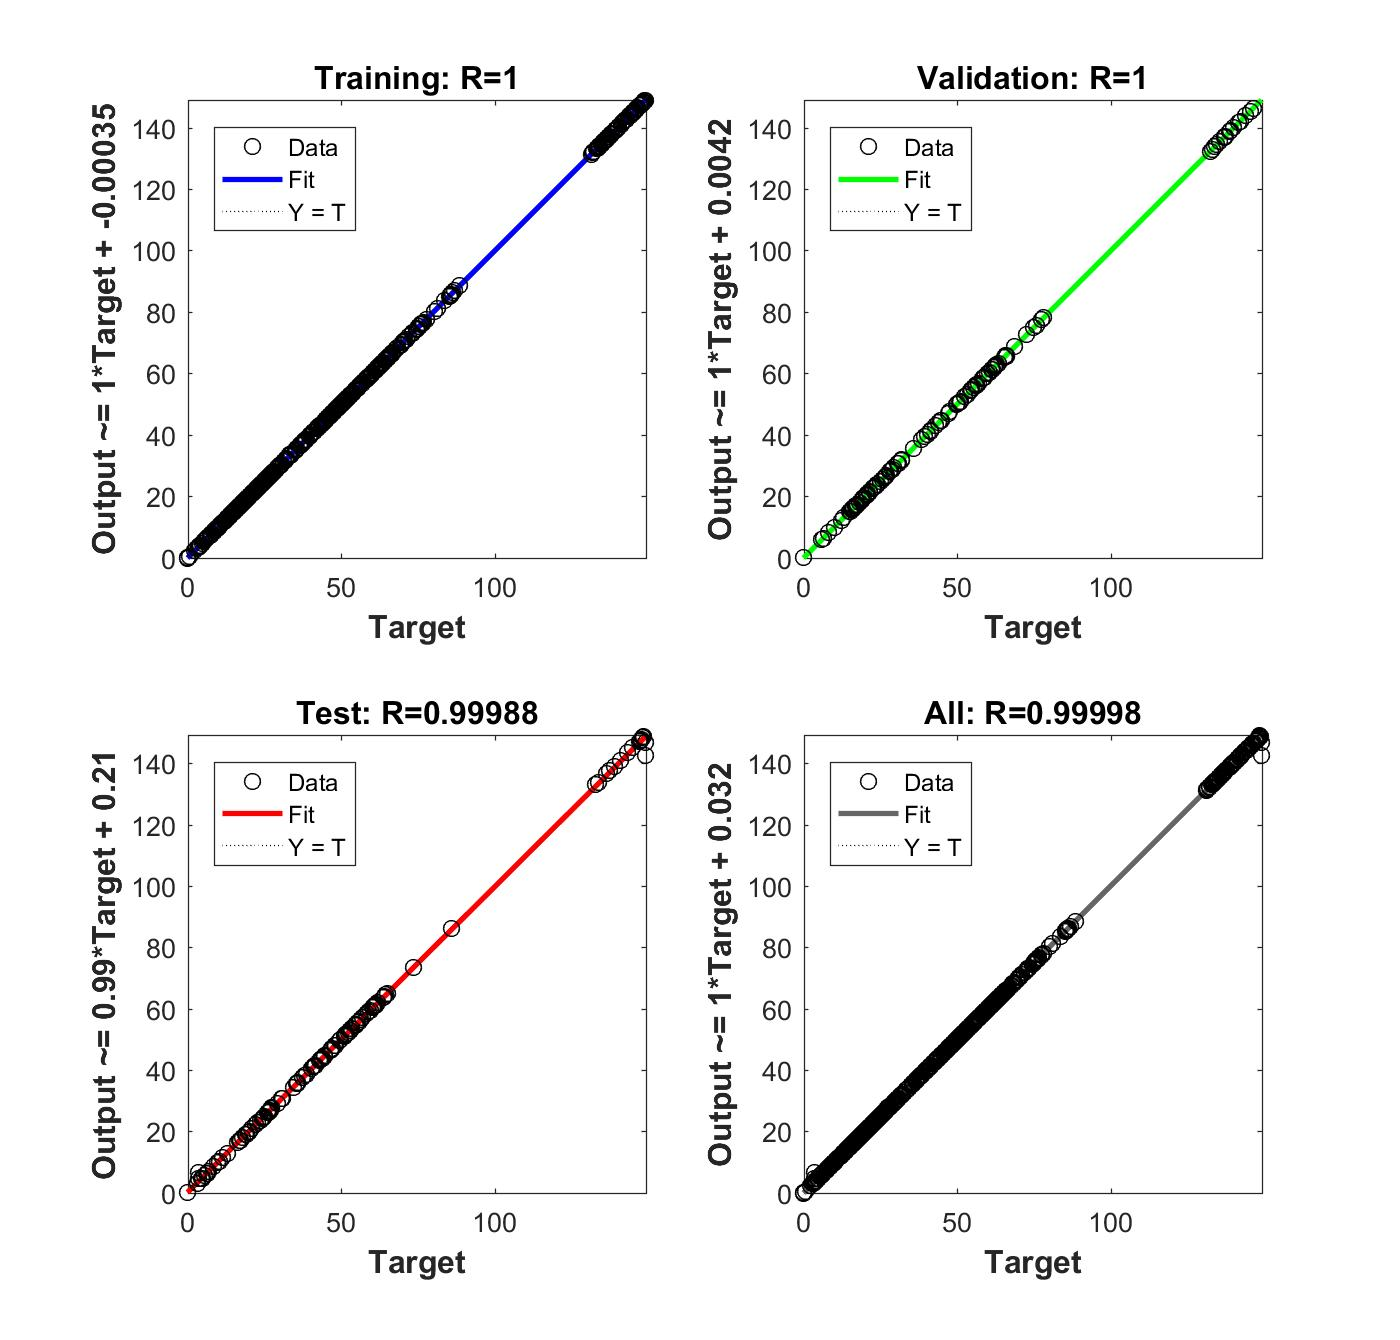 Training: R=1
Output ~= 1*Target + -0.00035
140
120
100
80
60
40
20
0
Data
Fit
Y = T
0 50 100
Target
Validation: R=1
Output ~= 1*Target + 0.0042
140
120
100
80
60
40
20
0
Data
Fit
Y = T
0 50 100
Target
Test: R=0.99988
Output ~= 0.99*Target + 0.21
140
120
100
80
60
40
20
0
Data
Fit
Y = T
0 50 100
Target
All: R=0.99998
Output ~= 1*Target + 0.032
140
120
100
80
60
40
20
0
Data
Fit
Y = T
0 50 100
Target